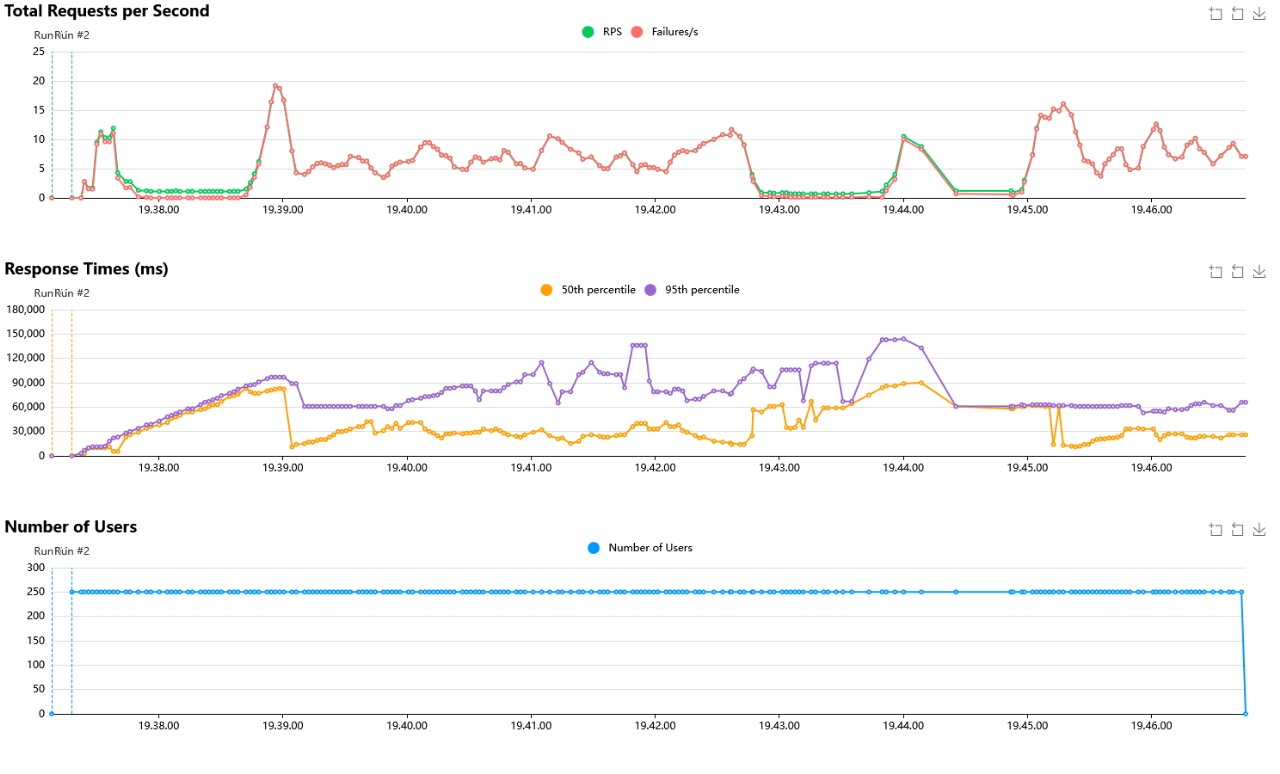 Total Requests per Second
RPS Failures/s
Run #2
25
20
15
10
5
0
19.38.00 19.39.00 19.40.00 19.41.00 19.42.00 19.43.00 19.44.00 19.45.00 19.46.00
Response Times (ms)
50th percentile 95th percentile
Run #2
180,000
150,000
120,000
90,000
60,000
30,000
0
19.38.00 19.39.00 19.40.00 19.41.00 19.42.00 19.43.00 19.44.00 19.45.00 19.46.00
Number of Users
Number of Users
Run #2
300
250
200
150
100
50
0
19.38.00 19.39.00 19.40.00 19.41.00 19.42.00 19.43.00 19.44.00 19.45.00 19.46.00